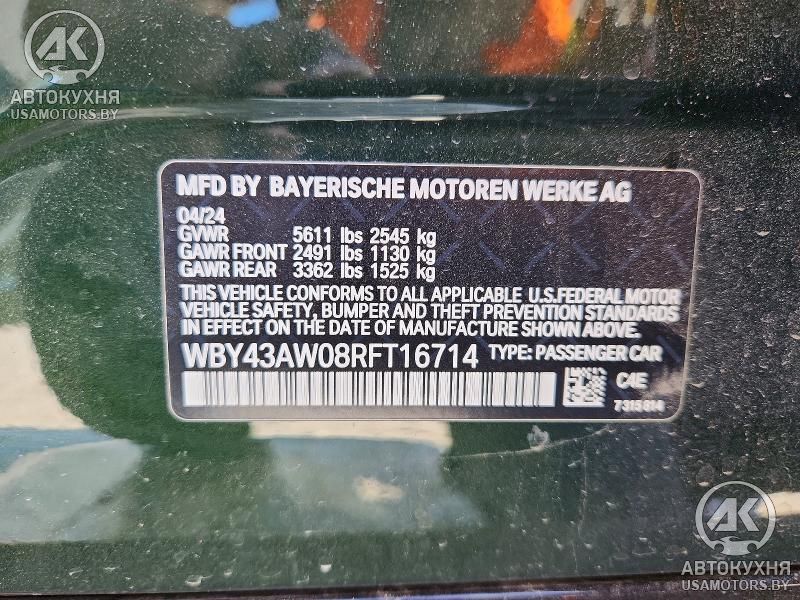 AK
АВТОКУХНЯ
USAMOTORS.BY
MFD BY BAYERISCHE MOTOREN WERKE AG
04/24
GVWR 5611 lbs 2545 kg
GAWR FRONT 2491 lbs 1130 kg
GAWR REAR 3362 lbs 1525 kg
THIS VEHICLE CONFORMS TO ALL APPLICABLE U.S.FEDERAL MOTOR
VEHICLE SAFETY, BUMPER AND THEFT PREVENTION STANDARDS
IN EFFECT ON THE DATE OF MANUFACTURE SHOWN ABOVE.
WBY43AW08RFT16714 TYPE: PASSENGER CAR
C4E
7315814
AK
АВТОКУХНЯ
USAMOTORS.BY